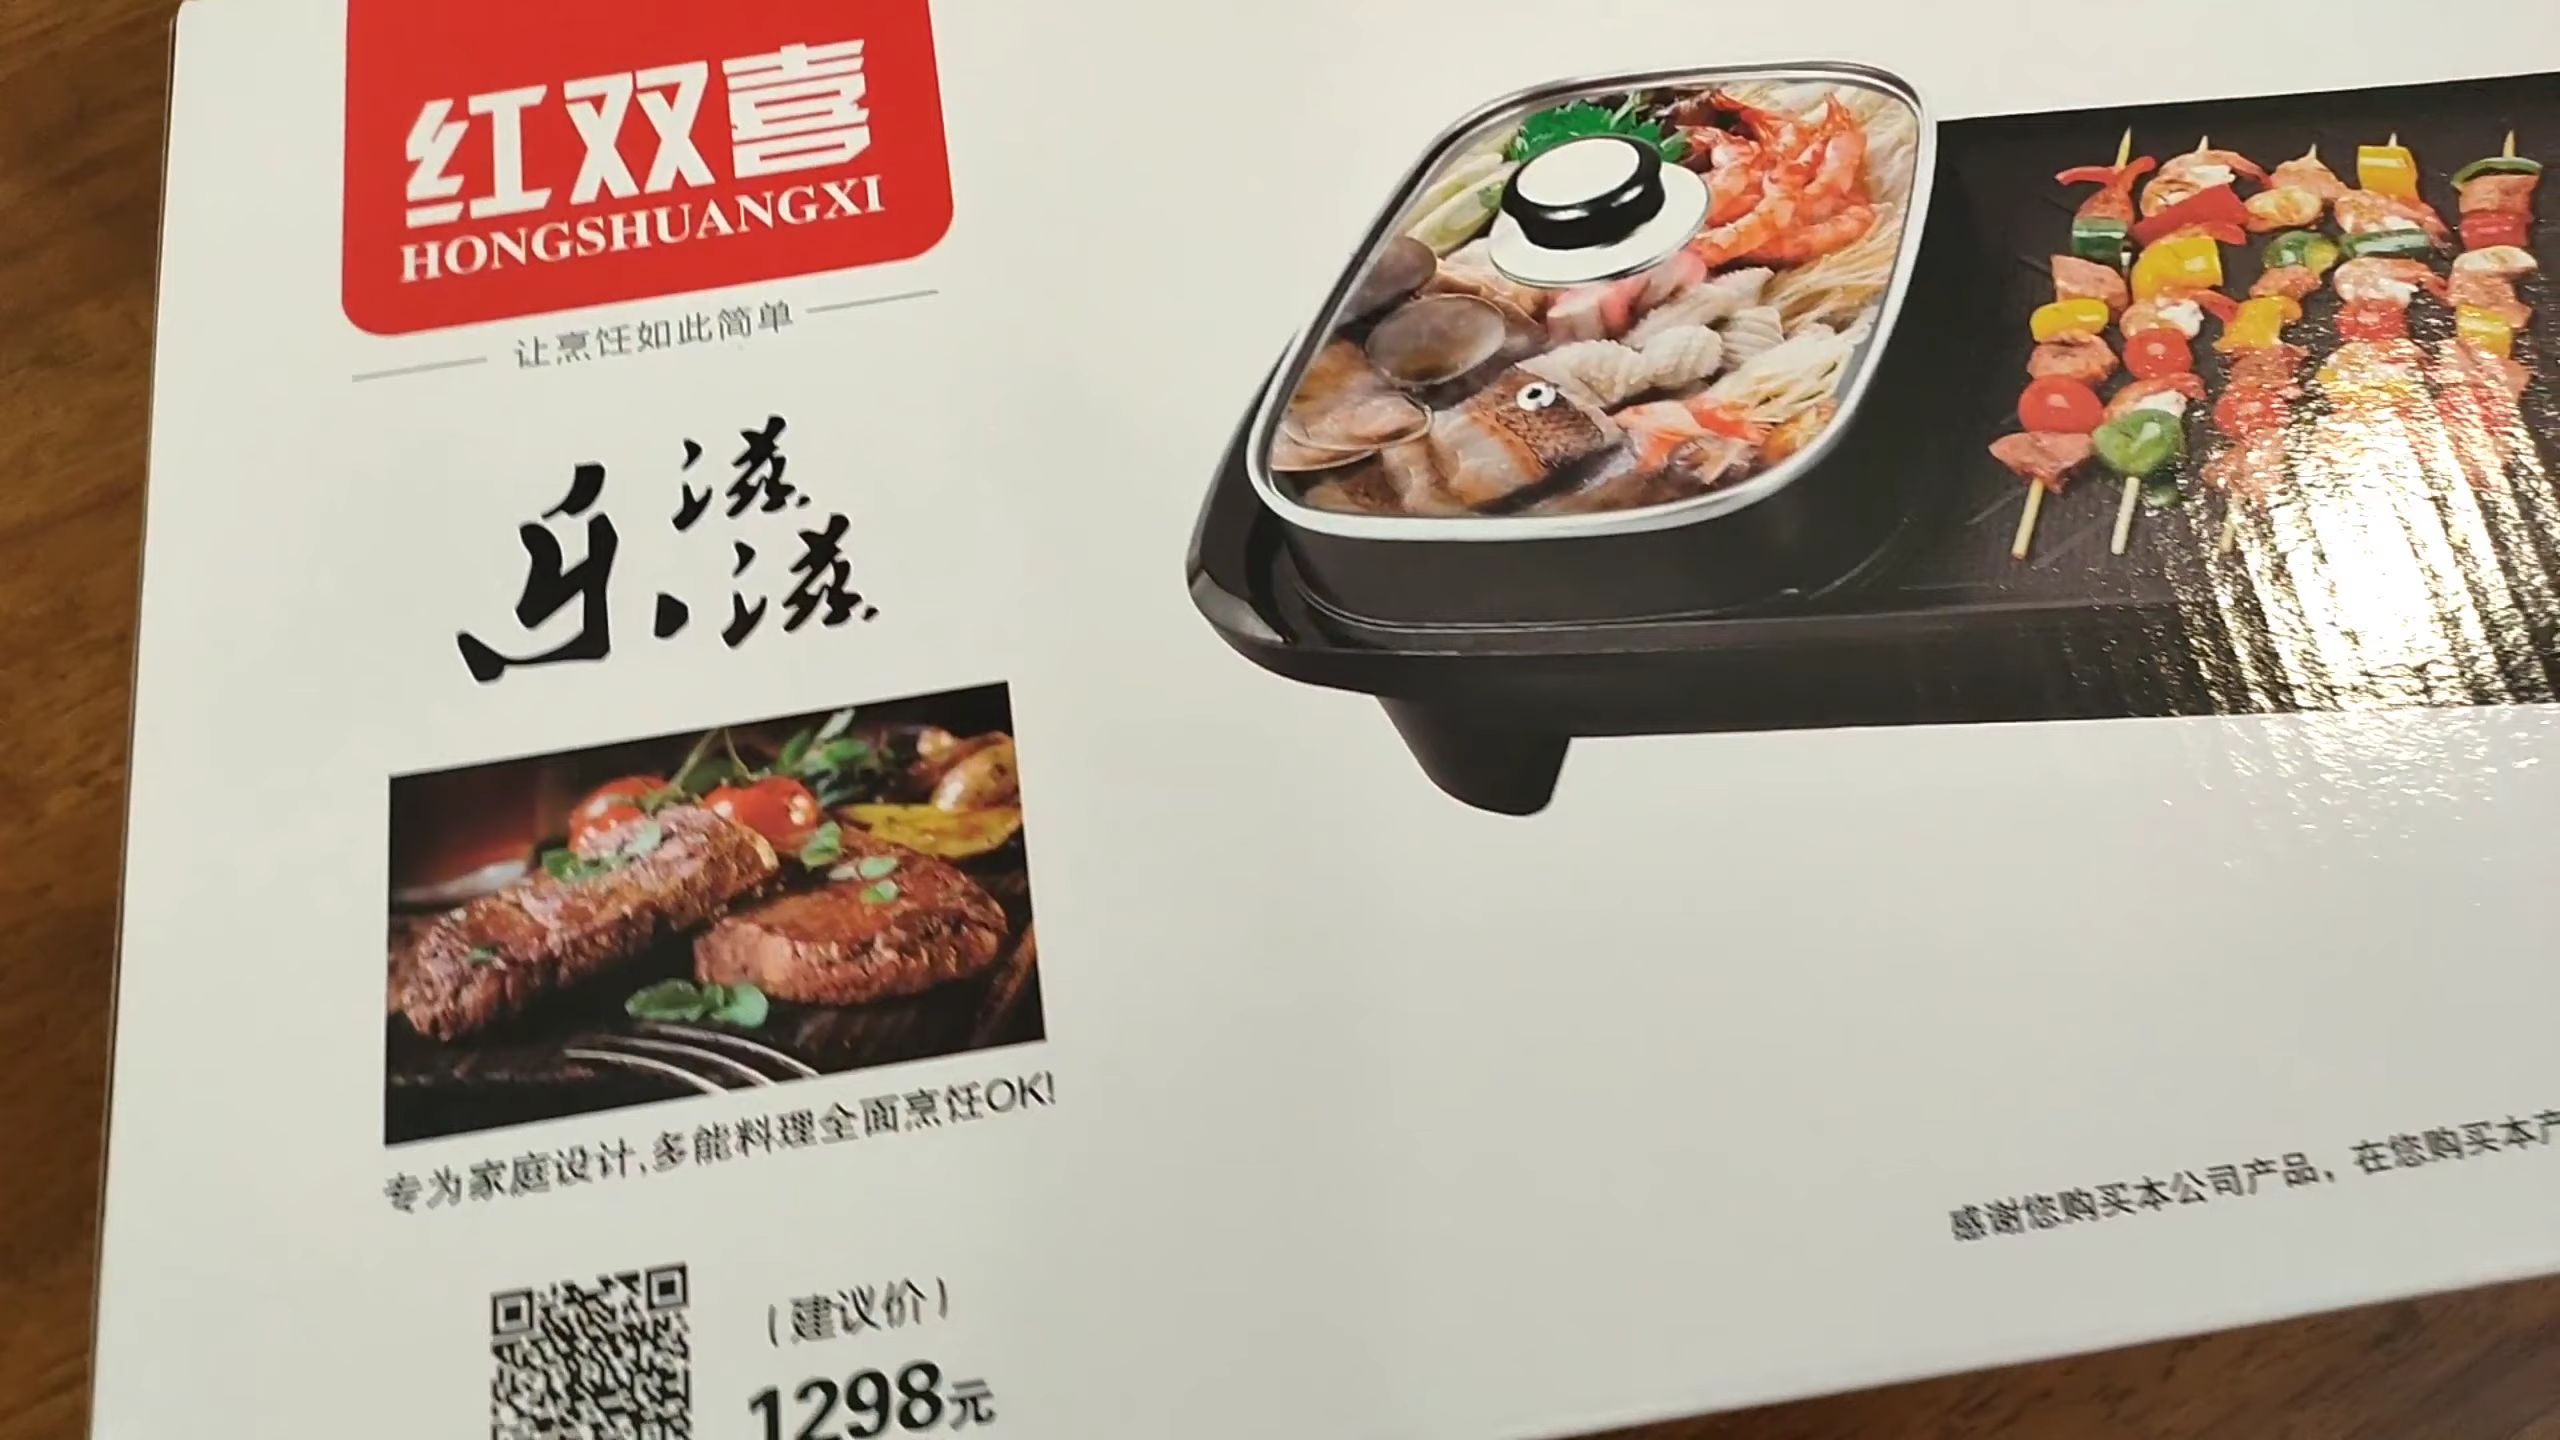 红双喜
HONGSHUANGXI
让烹饪如此简单
乐滋滋
专为家庭设计,多能料理全面烹饪OK!
(建议价)
1298元
感谢您购买本公司产品，在您购买本产